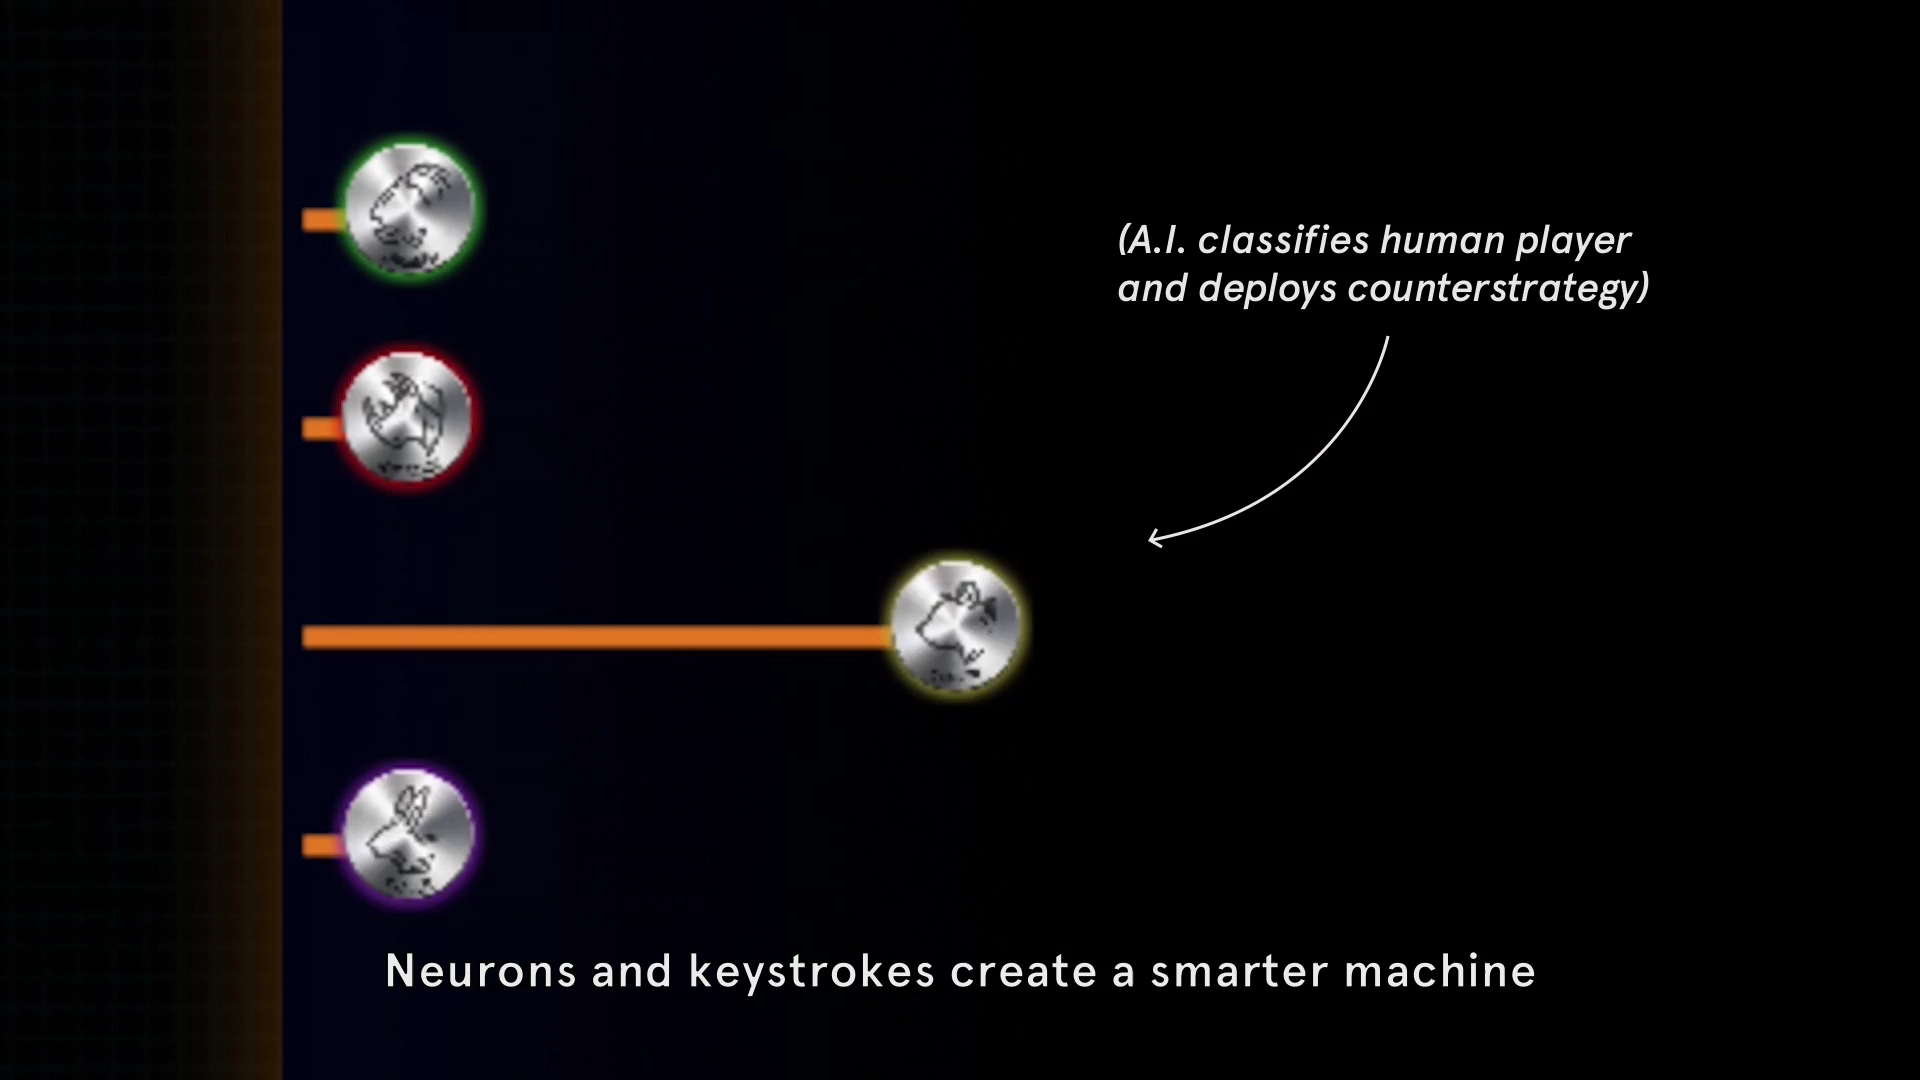 (A.I. classifies human player
and deploys counterstrategy)
Neurons and keystrokes create a smarter machine